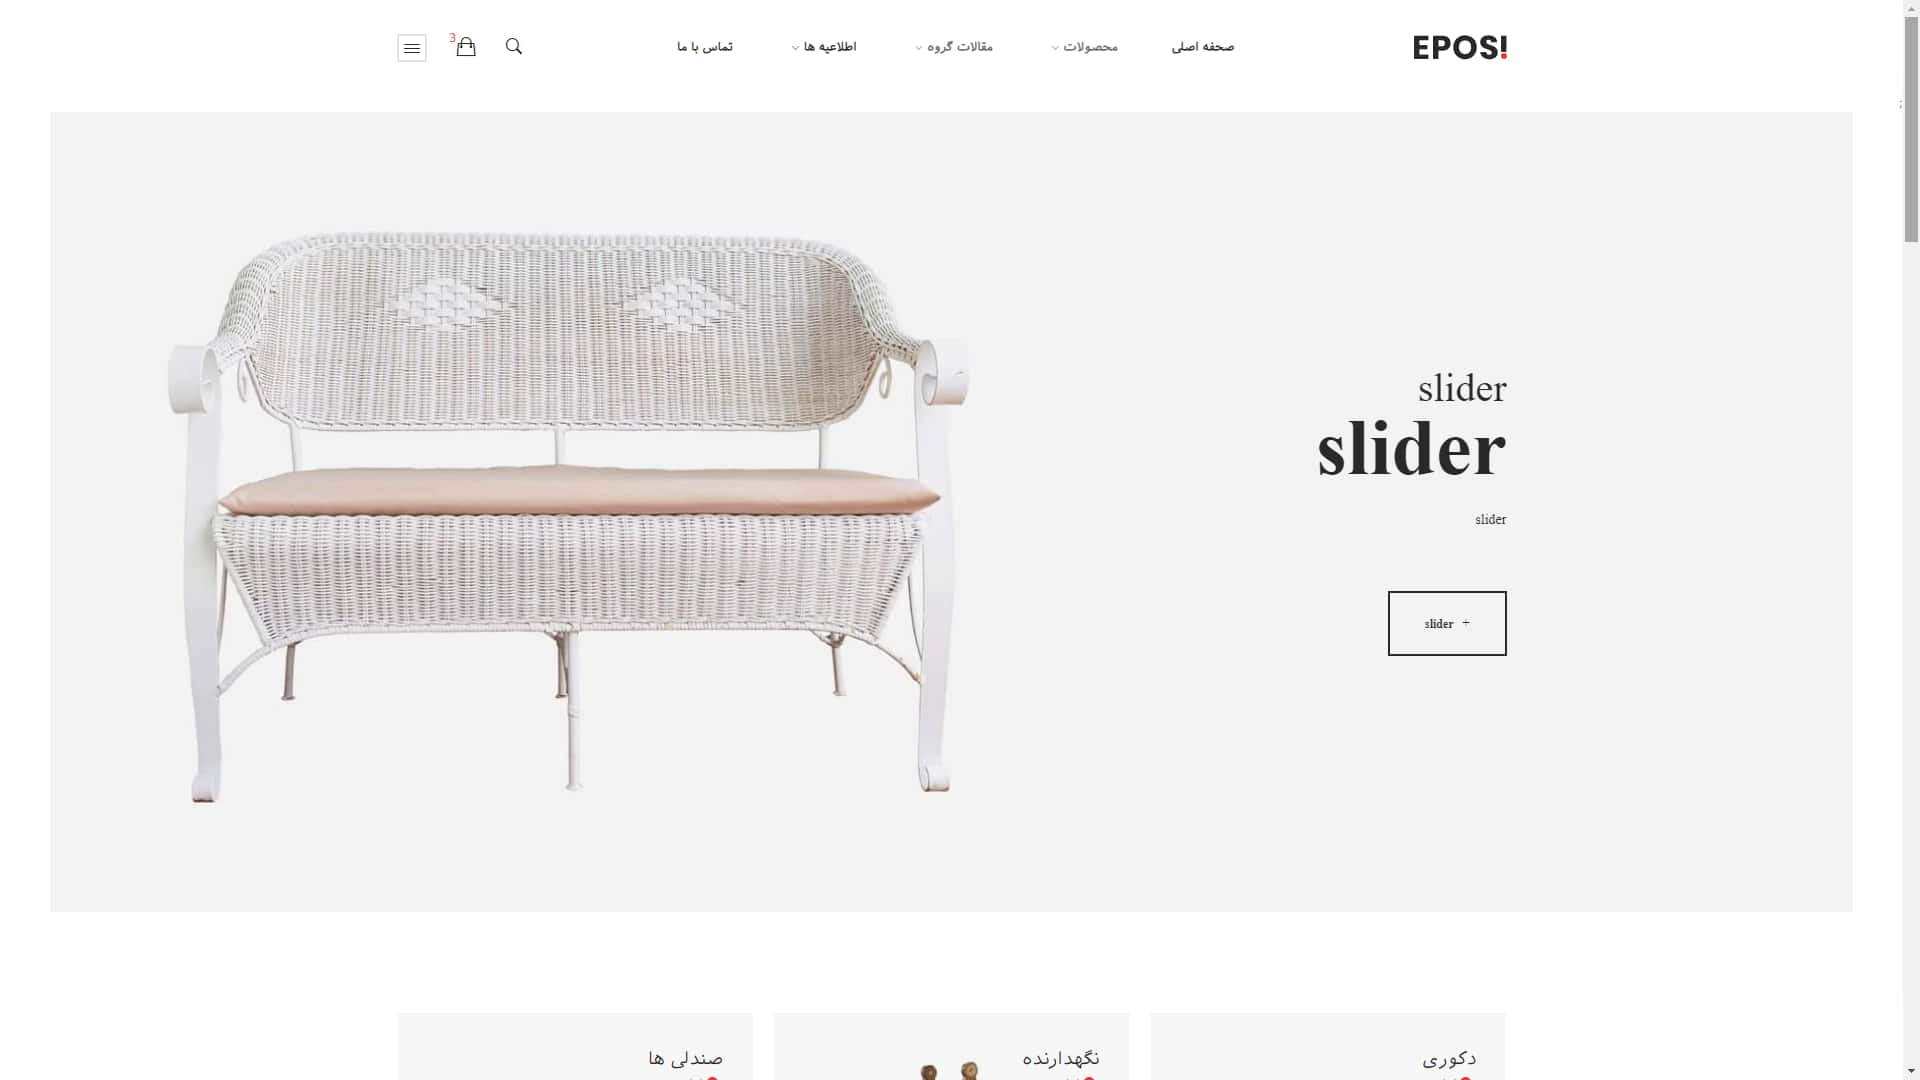 EPOS!
صحفه اصلی
محصولات
مقالات گروه
اطلاعیه ها
تماس با ما
3
;
slider
slider
slider
slider +
دکوری
نگهدارنده
صندلی ها